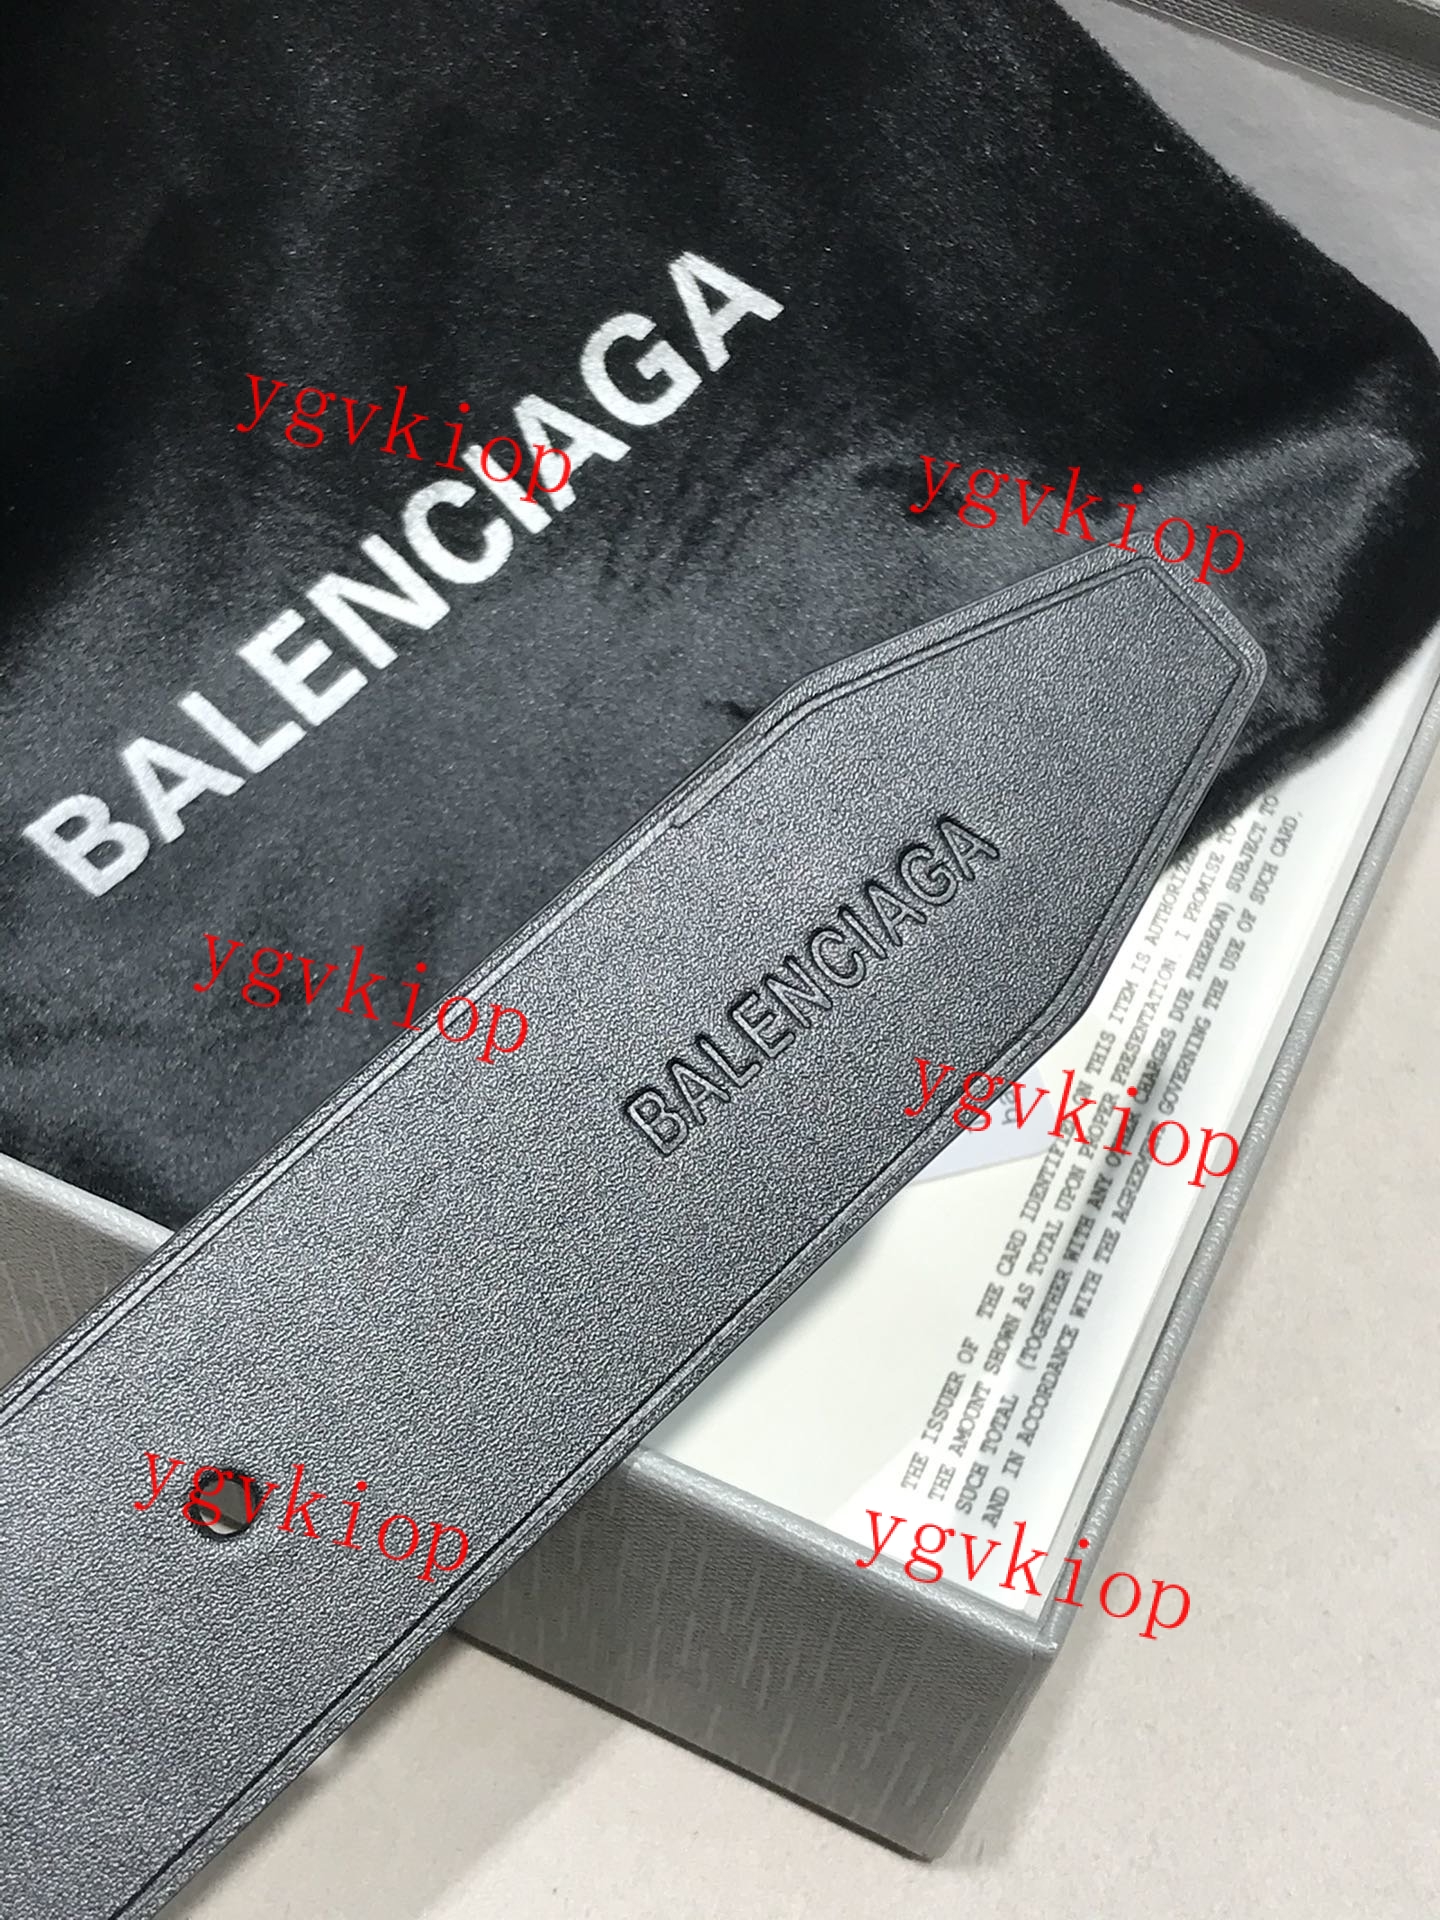 BALENCIAGA
ygvkiop
ygvkiop
BALENCIAGA
ygvkiop
ygvkiop
ygvkiop
ygvkiop
THE ISSUER OF THE CARD IDENTIFIED ON THIS ITEM IS AUTHORIZED
THE AMOUNT SHOWN AS TOTAL UPON PROPER PRESENTATION. I PROMISE TO
SUCH TOTAL (TOGETHER WITH ANY OTHER CHARGES DUE THEREON) SUBJECT TO
AND IN ACCORDANCE WITH THE AGREEMENT GOVERNING THE USE OF SUCH CARD.